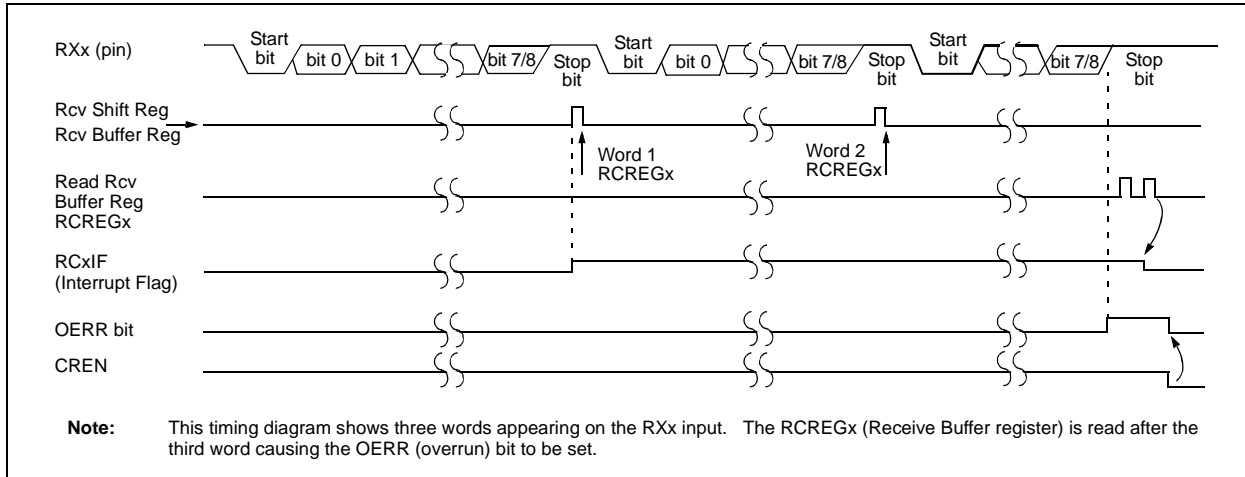 RXx (pin)
Start
bit
bit 0
bit 1
bit 7/8
Stop
bit
Start
bit
bit 0
bit 7/8
Stop
bit
Start
bit
bit 7/8
Stop
bit
Rcv Shift Reg
Rcv Buffer Reg
Word 1
RCREGx
Word 2
RCREGx
Read Rcv
Buffer Reg
RCREGx
RCxIF
(Interrupt Flag)
OERR bit
CREN
Note: This timing diagram shows three words appearing on the RXx input. The RCREGx (Receive Buffer register) is read after the
third word causing the OERR (overrun) bit to be set.